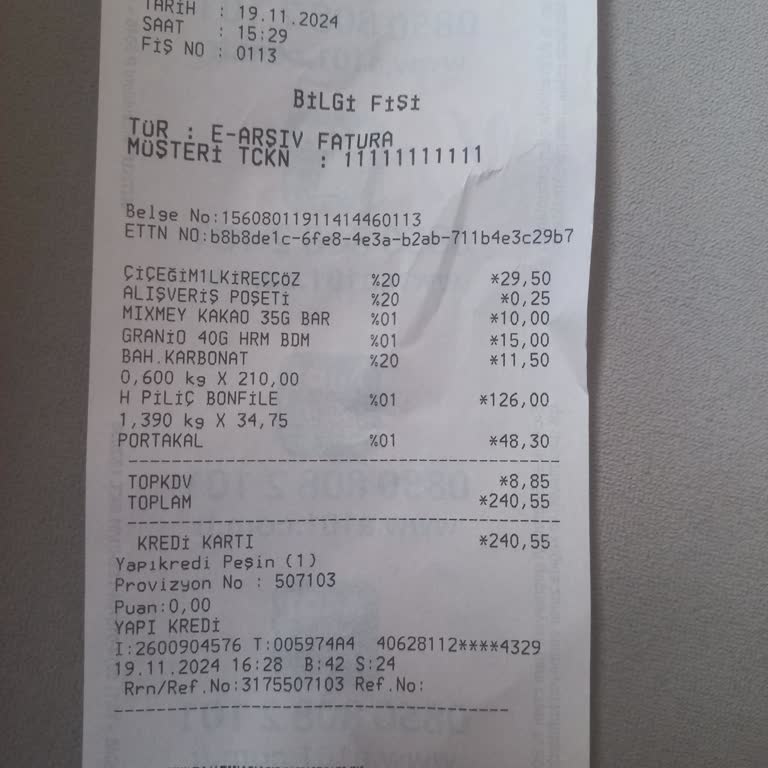 TARİH : 19.11.2024
SAAT : 15:29
FİŞ NO : 0113
BİLGİ FİŞİ
TÜR : E-ARŞİV FATURA
MÜŞTERİ TCKN : 11111111111
Belge No:15608011911414460113
ETTN NO:b8b8de1c-6fe8-4e3a-b2ab-711b4e3c29b7
ÇİÇEĞİM1LKİREÇÇÖZ %20 *29,50
ALIŞVERİŞ POŞETİ %20 *0,25
MIXMEY KAKAO 35G BAR %01 *10,00
GRANİO 40G HRM BDM %01 *15,00
BAH.KARBONAT %20 *11,50
0,600 kg X 210,00
H PİLİÇ BONFİLE %01 *126,00
1,390 kg X 34,75
PORTAKAL %01 *48,30
TOPKDV *8,85
TOPLAM *240,55
KREDİ KARTI *240,55
Yapıkredi Peşin (1)
Provizyon No : 507103
Puan:0,00
YAPI KREDİ
I:2600904576 T:005974A4 40628112****4329
19.11.2024 16:28 B:42 S:24
Rrn/Ref.No:3175507103 Ref.No: